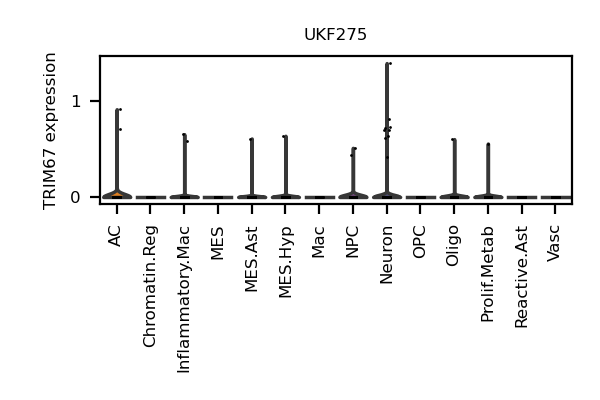 UKF275
TRIM67 expression
1
0
AC
Chromatin.Reg
Inflammatory.Mac
MES
MES.Ast
MES.Hyp
Mac
NPC
Neuron
OPC
Oligo
Prolif.Metab
Reactive.Ast
Vasc